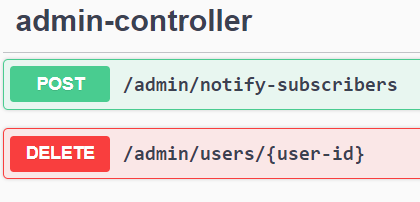 admin-controller
POST /admin/notify-subscribers
DELETE /admin/users/{user-id}